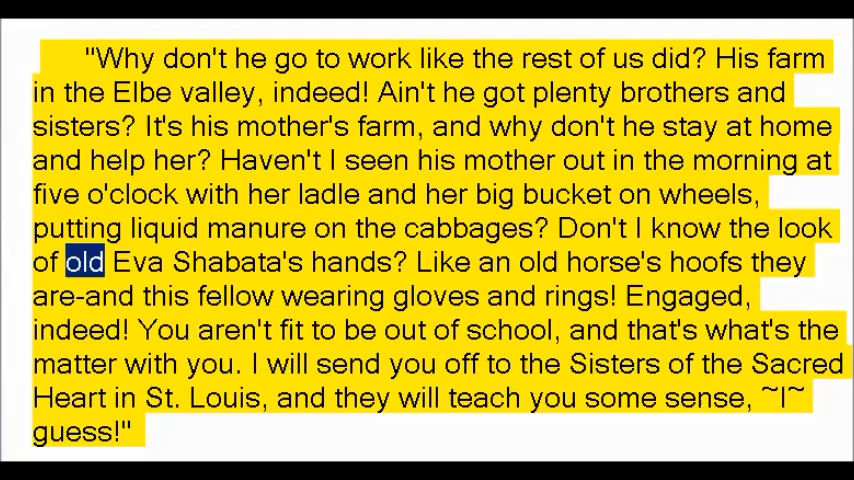 "Why don't he go to work like the rest of us did? His farm
in the Elbe valley, indeed! Ain't he got plenty brothers and
sisters? It's his mother's farm, and why don't he stay at home
and help her? Haven't I seen his mother out in the morning at
five o'clock with her ladle and her big bucket on wheels,
putting liquid manure on the cabbages? Don't I know the look
of old Eva Shabata's hands? Like an old horse's hoofs they
are-and this fellow wearing gloves and rings! Engaged,
indeed! You aren't fit to be out of school, and that's what's the
matter with you. I will send you off to the Sisters of the Sacred
Heart in St. Louis, and they will teach you some sense, ~I~
guess!"